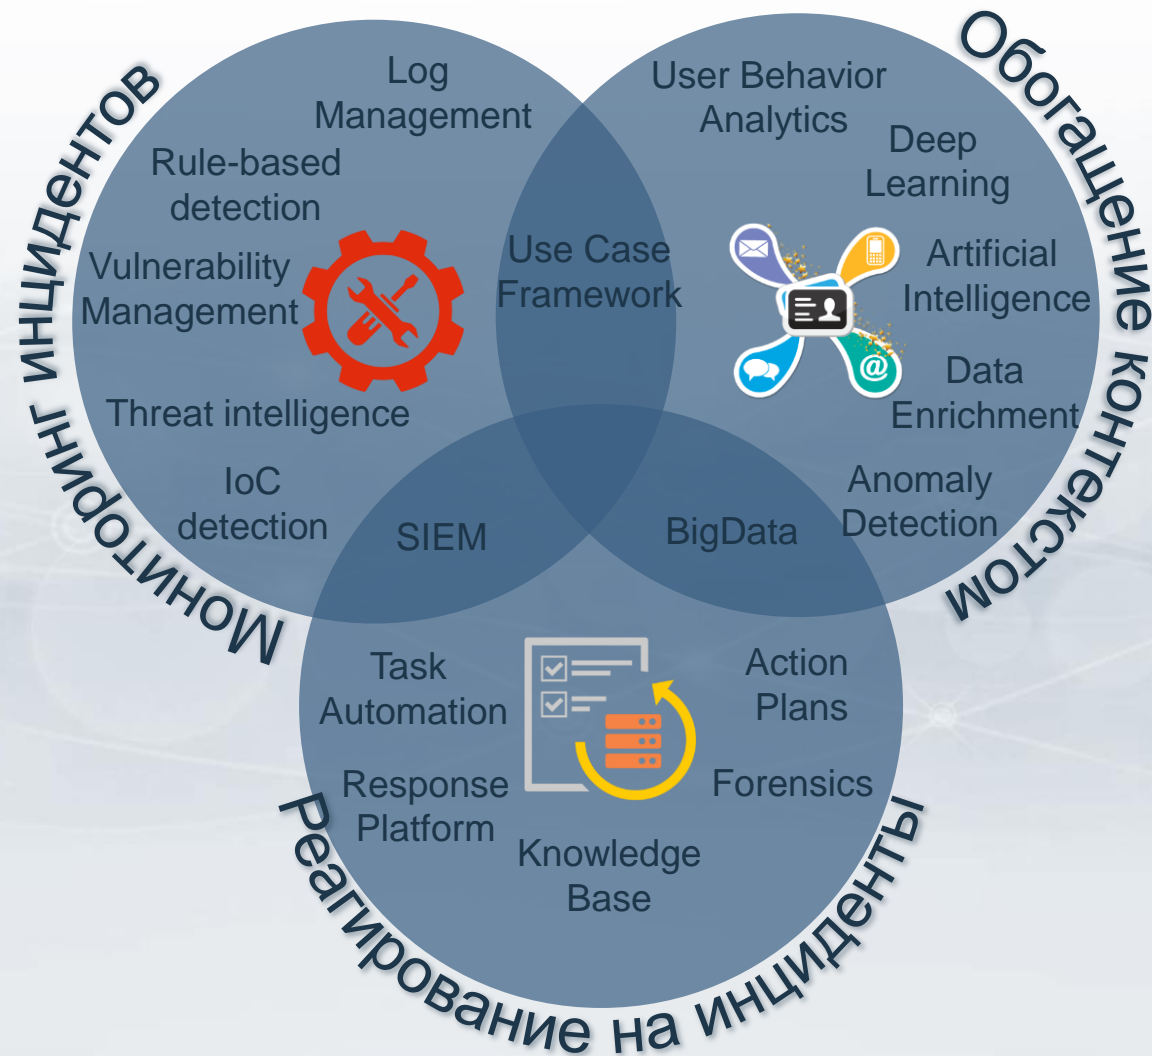 Мониторинг инцидентов
Log
Management
Rule-based
detection
Vulnerability
Management
Threat intelligence
IoC
detection
Use Case
Framework
SIEM
BigData
Обогащение контекстом
User Behavior
Analytics
Deep
Learning
Artificial
Intelligence
Data
Enrichment
Anomaly
Detection
@
Реагирование на инциденты
Task
Automation
Response
Platform
Knowledge
Base
Action
Plans
Forensics